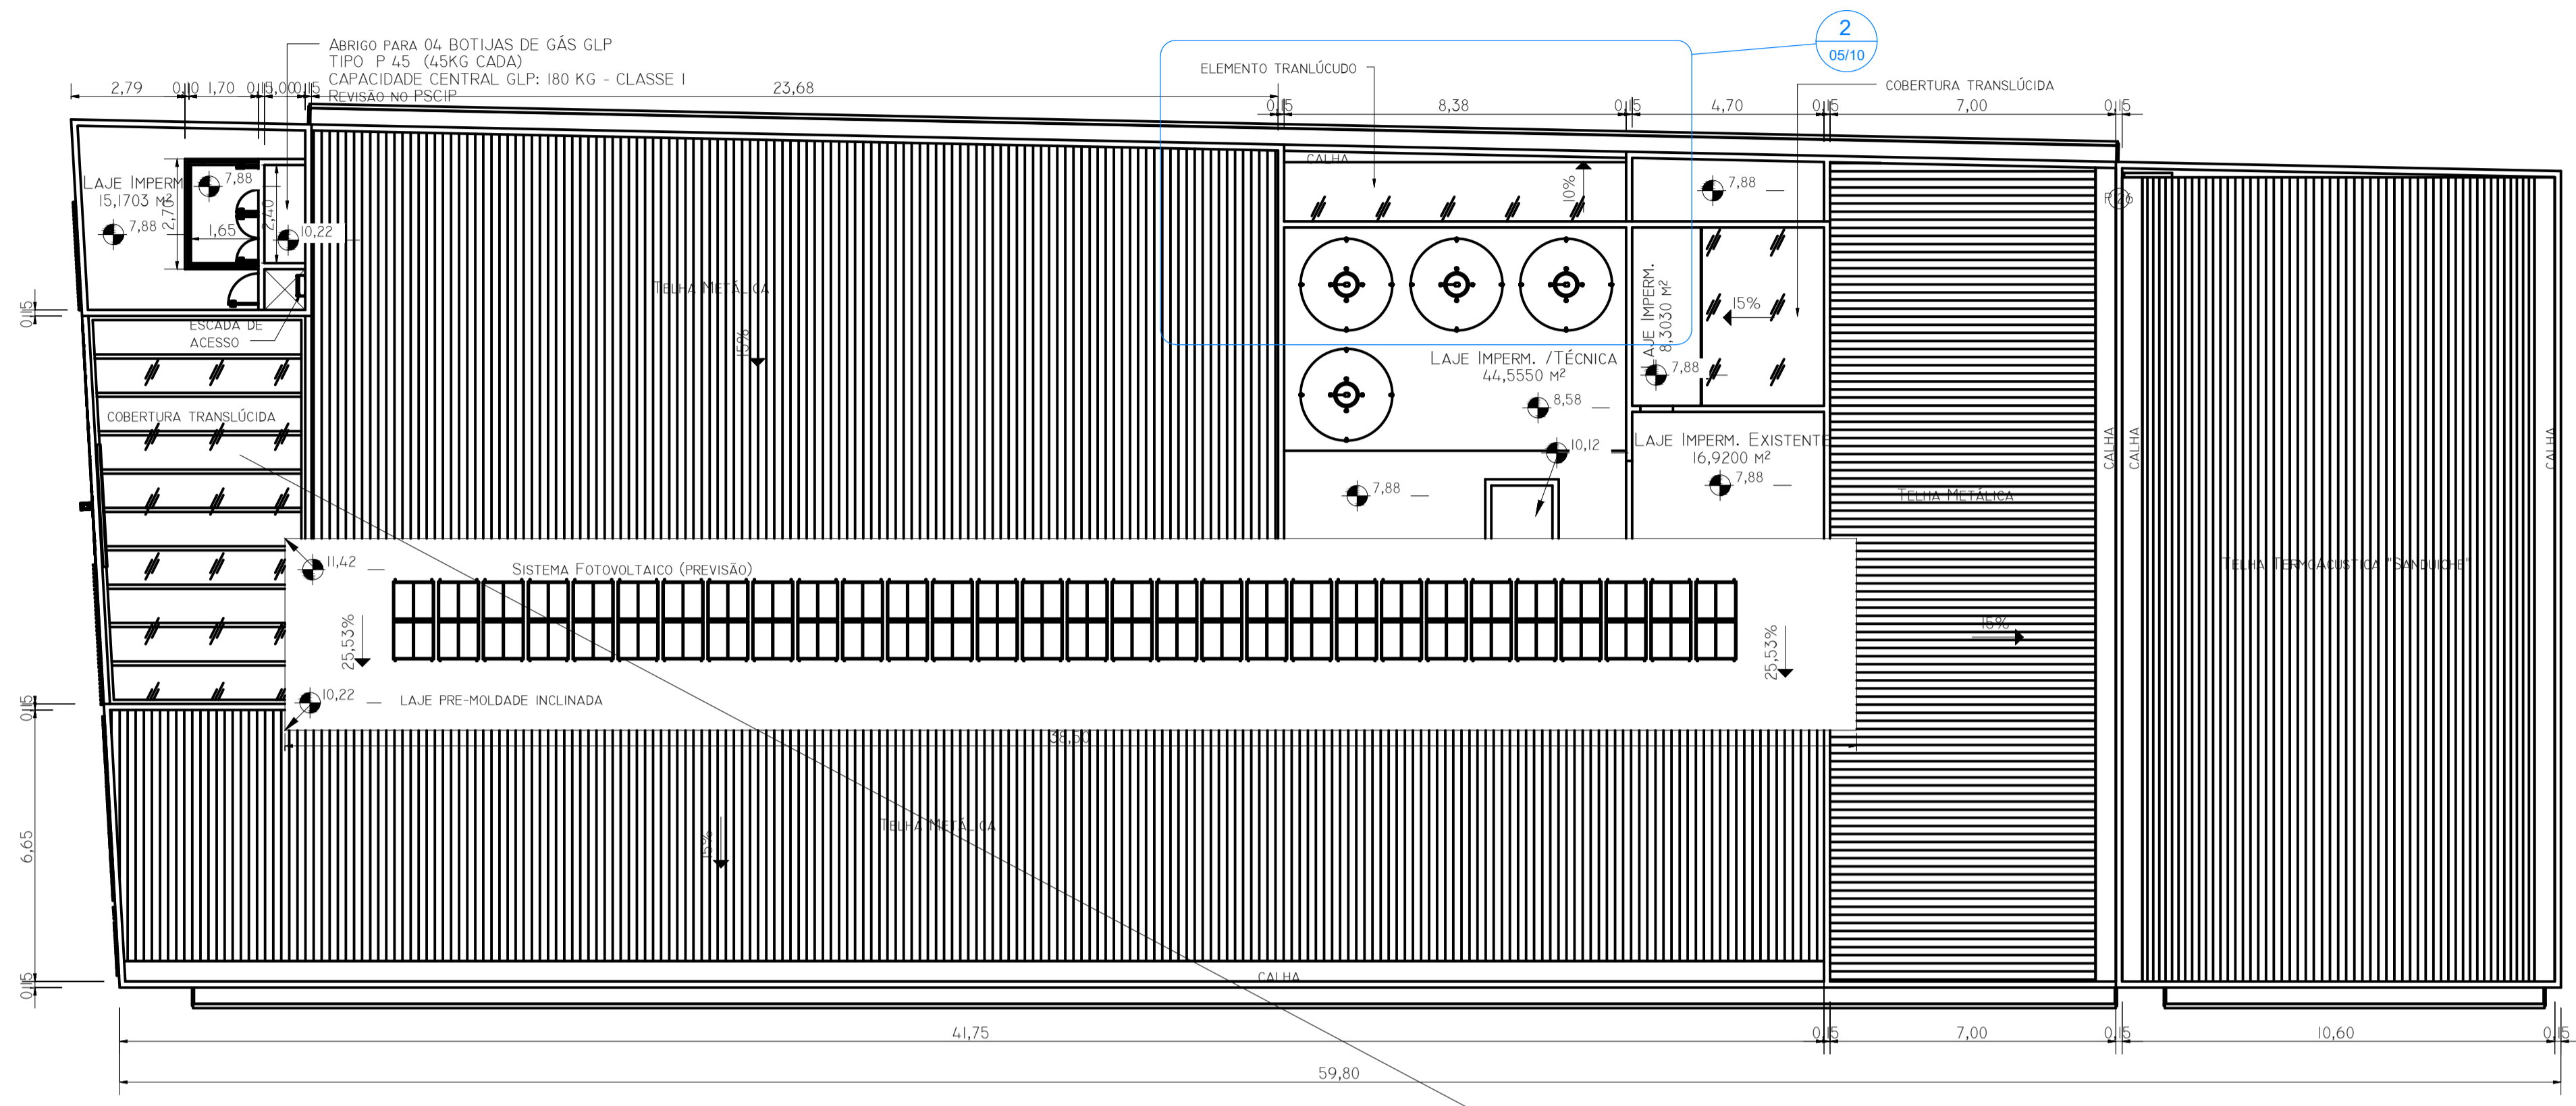 2
05/10
ABRIGO PARA 04 BOTIJAS DE GÁS GLP
TIPO P 45 (45KG CADA)
CAPACIDADE CENTRAL GLP: 180 KG - CLASSE 1
REVISÃO NO PSCIP
ELEMENTO TRANLÚCUDO
COBERTURA TRANSLÚCIDA
2,79
0,10
1,70
0,15
1,00
0,15
23,68
0,15
8,38
0,15
4,70
0,15
7,00
0,15
CALHA
10%
LAJE IMPERM.
15,1703 M²
7,88
7,88
2,70
1,65
2,40
10,22
7,88
P.26
ESCADA DE
ACESSO
0,15
TELHA METÁLICA
15%
LAJE IMPERM.
8,3030 M²
15%
7,88
LAJE IMPERM. /TÉCNICA
44,5550 M²
8,58
10,12
7,88
LAJE IMPERM. EXISTENTE
16,9200 M²
7,88
COBERTURA TRANSLÚCIDA
CALHA
CALHA
CALHA
TELHA METÁLICA
TELHA TERMOACUSTICA "SANDUICHE"
11,42
SISTEMA FOTOVOLTAICO (PREVISÃO)
25,53%
25,53%
15%
10,22
LAJE PRE-MOLDADE INCLINADA
38,50
0,15
6,65
0,15
TELHA METÁLICA
15%
CALHA
41,75
0,15
7,00
0,15
10,60
0,15
59,80